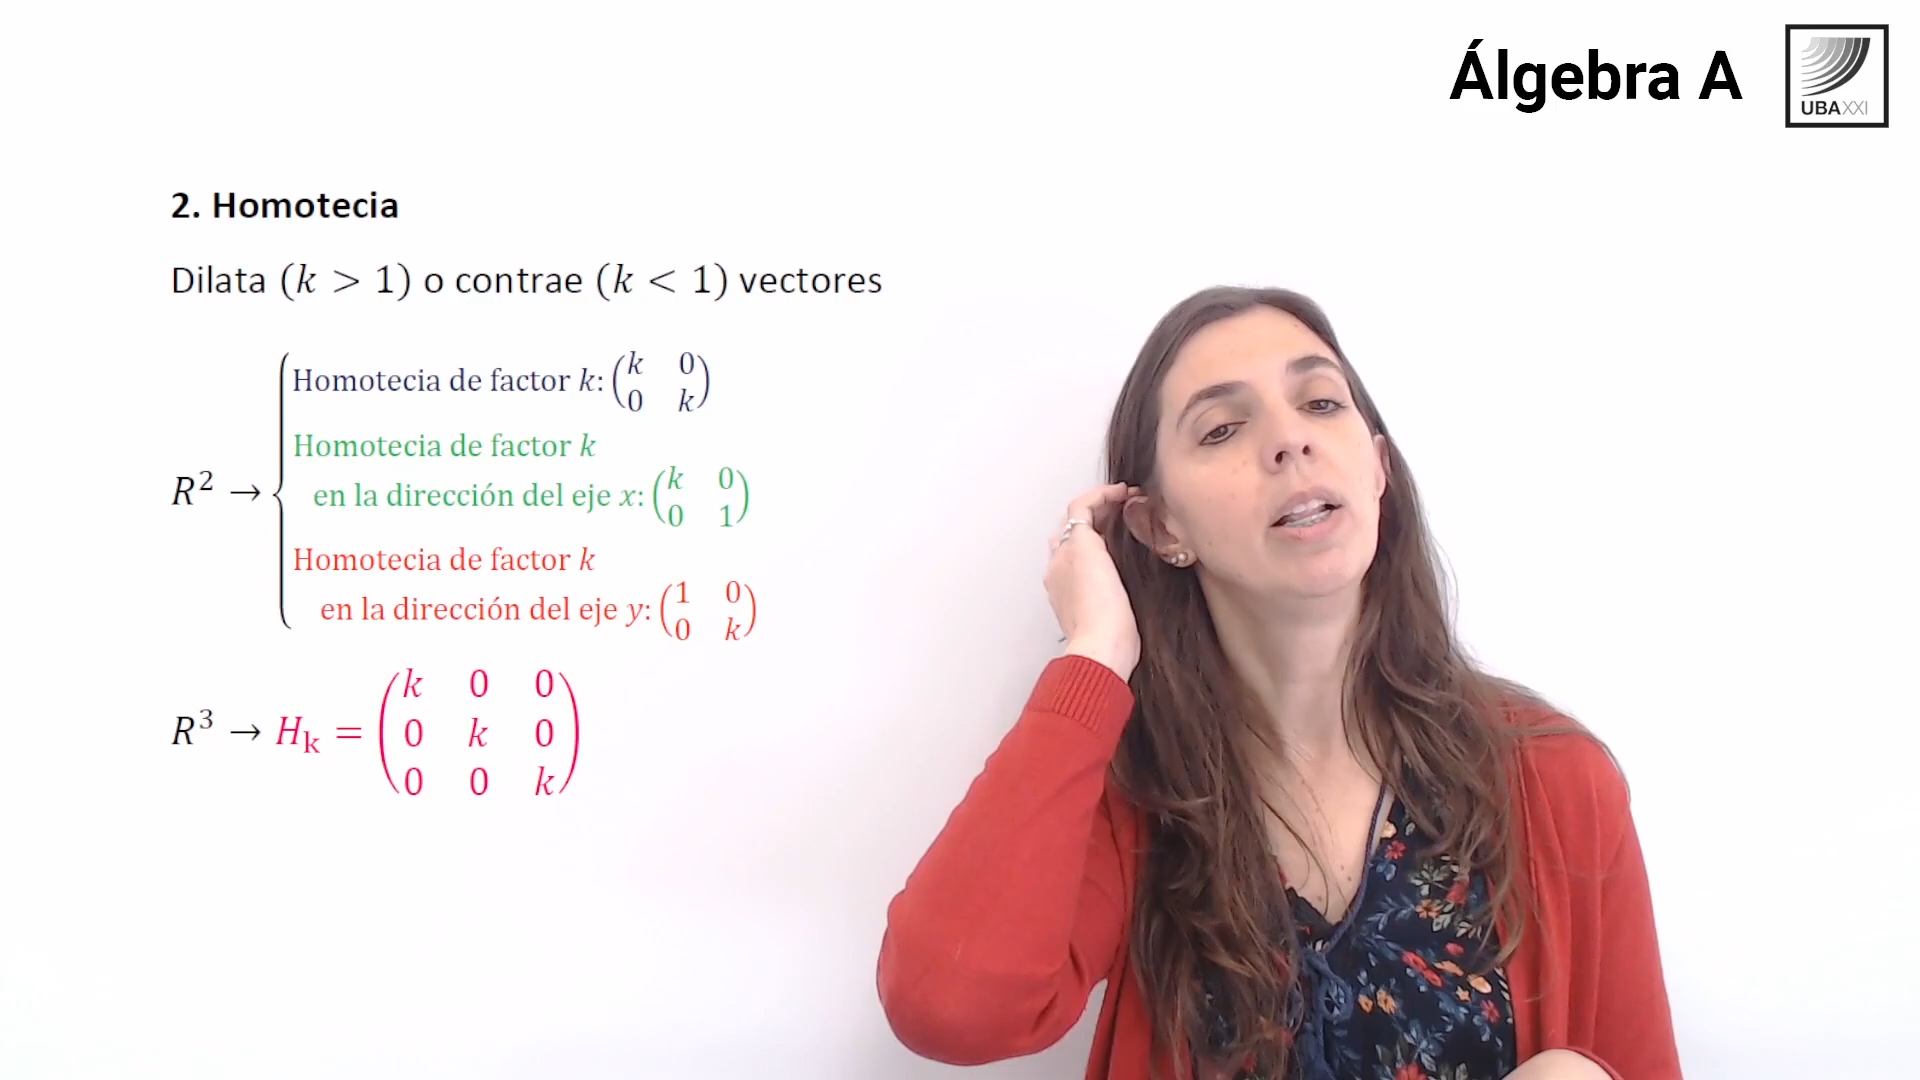 Álgebra A
UBAXXI
2. Homotecia
Dilata (k > 1) o contrae (k < 1) vectores
R² → { Homotecia de factor k: (k 0
0 k)
Homotecia de factor k
en la dirección del eje x: (k 0
0 1)
Homotecia de factor k
en la dirección del eje y: (1 0
0 k)
R³ → Hk = (k 0 0
0 k 0
0 0 k)